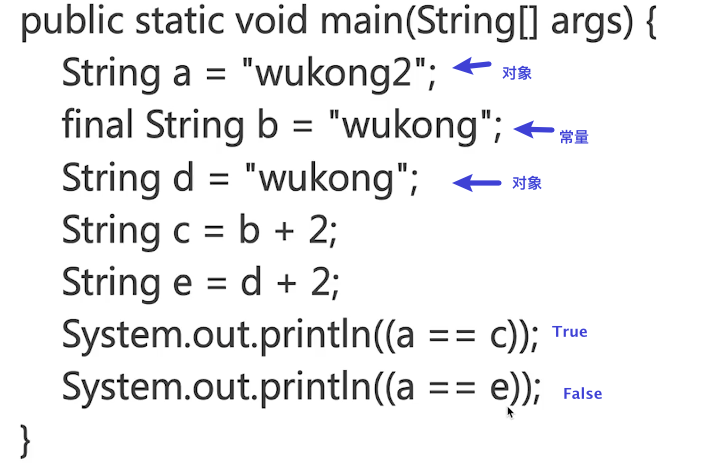 public static void main(String[] args) {
String a = "wukong2"; 对象
final String b = "wukong"; 常量
String d = "wukong"; 对象
String c = b + 2;
String e = d + 2;
System.out.println((a == c)); True
System.out.println((a == e)); False
}